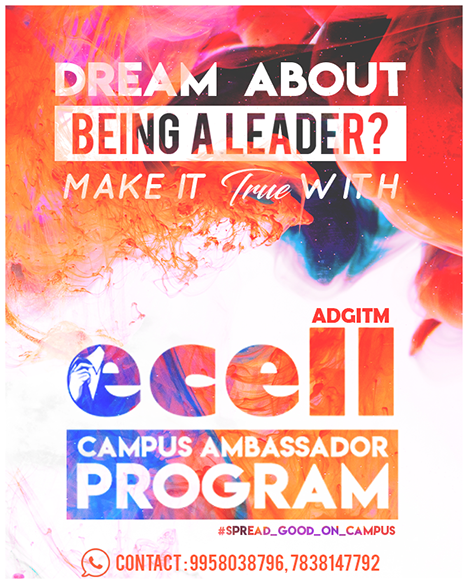 DREAM ABOUT
BEING A LEADER?
MAKE IT True WITH
ADGITM
ecell
CAMPUS AMBASSADOR
PROGRAM
#SPREAD_GOOD_ON_CAMPUS
CONTACT : 9958038796, 7838147792